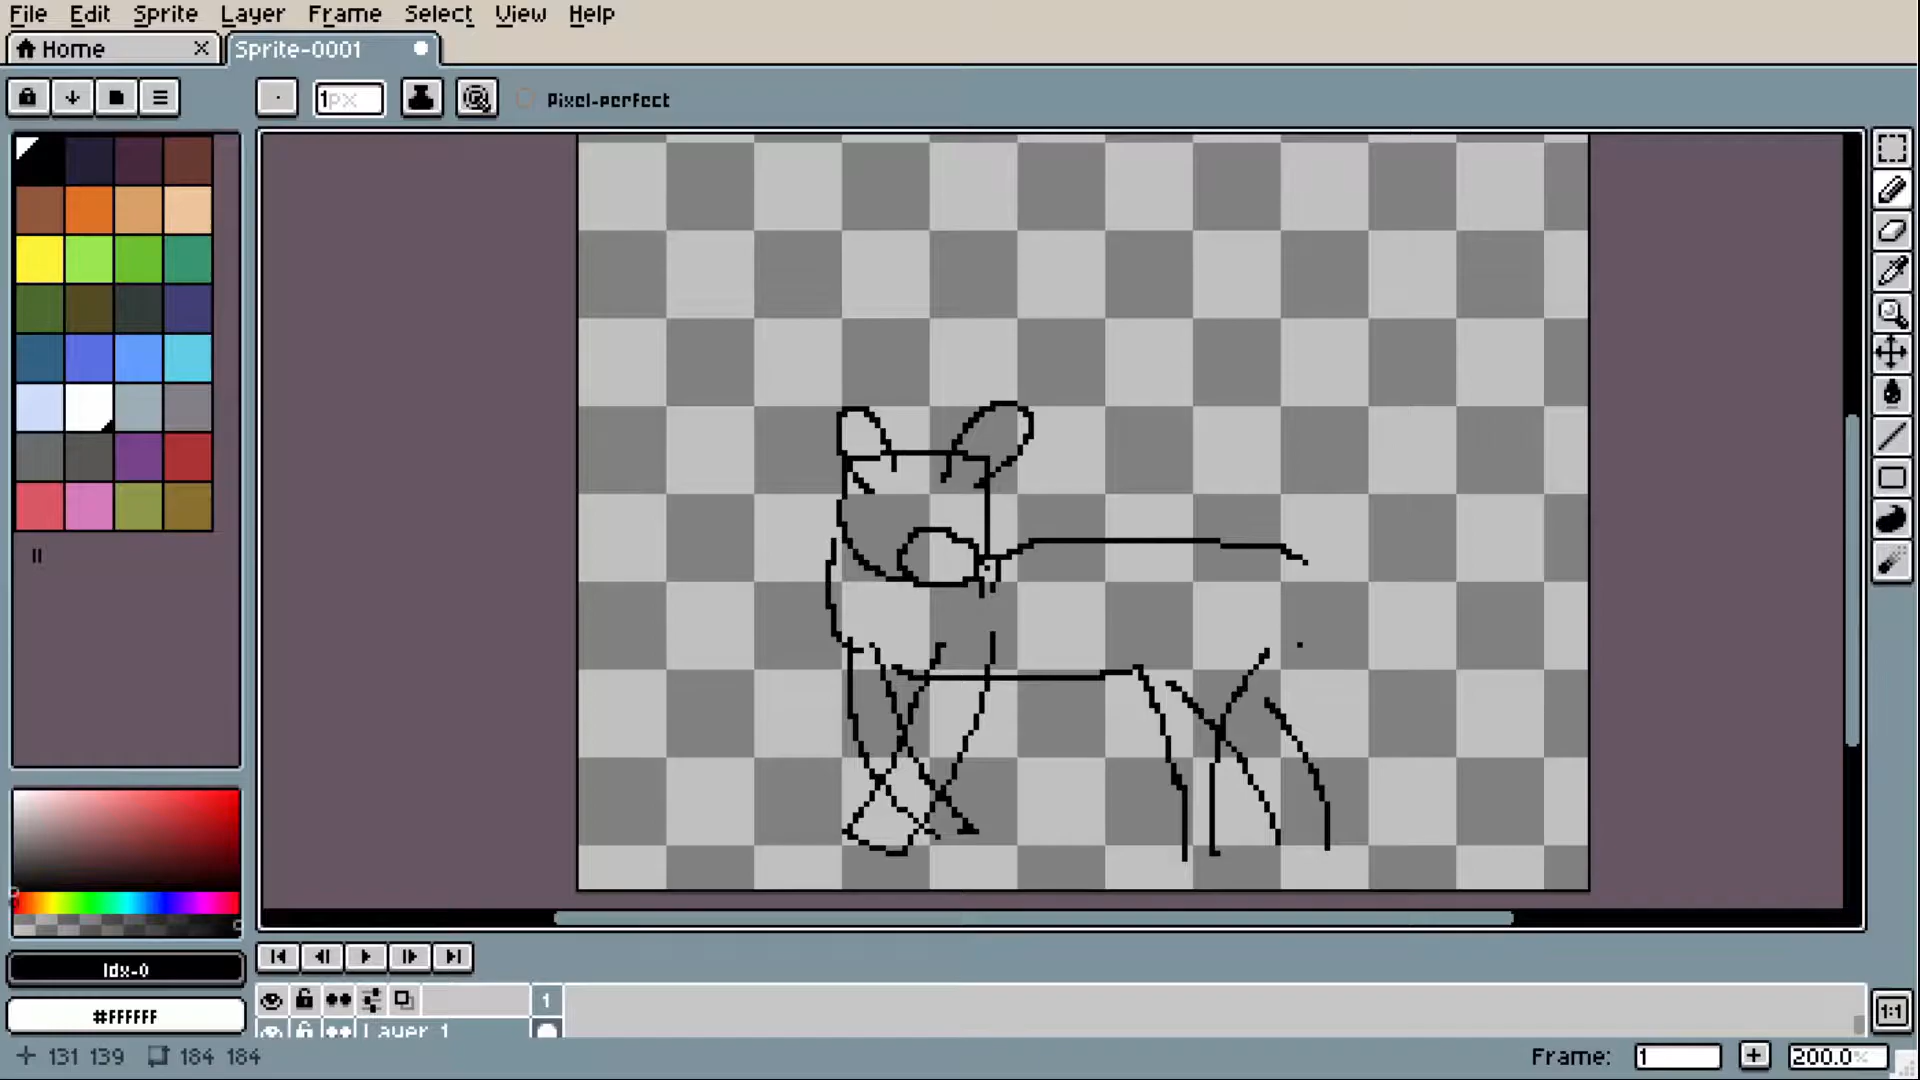 File Edit Sprite Layer Frame Select View Help
Home Sprite-0001
1px Pixel-perfect
Idx-0
#FFFFFF
1
Layer 1
131 139 184 184
Frame: 1 200.0%
1:1